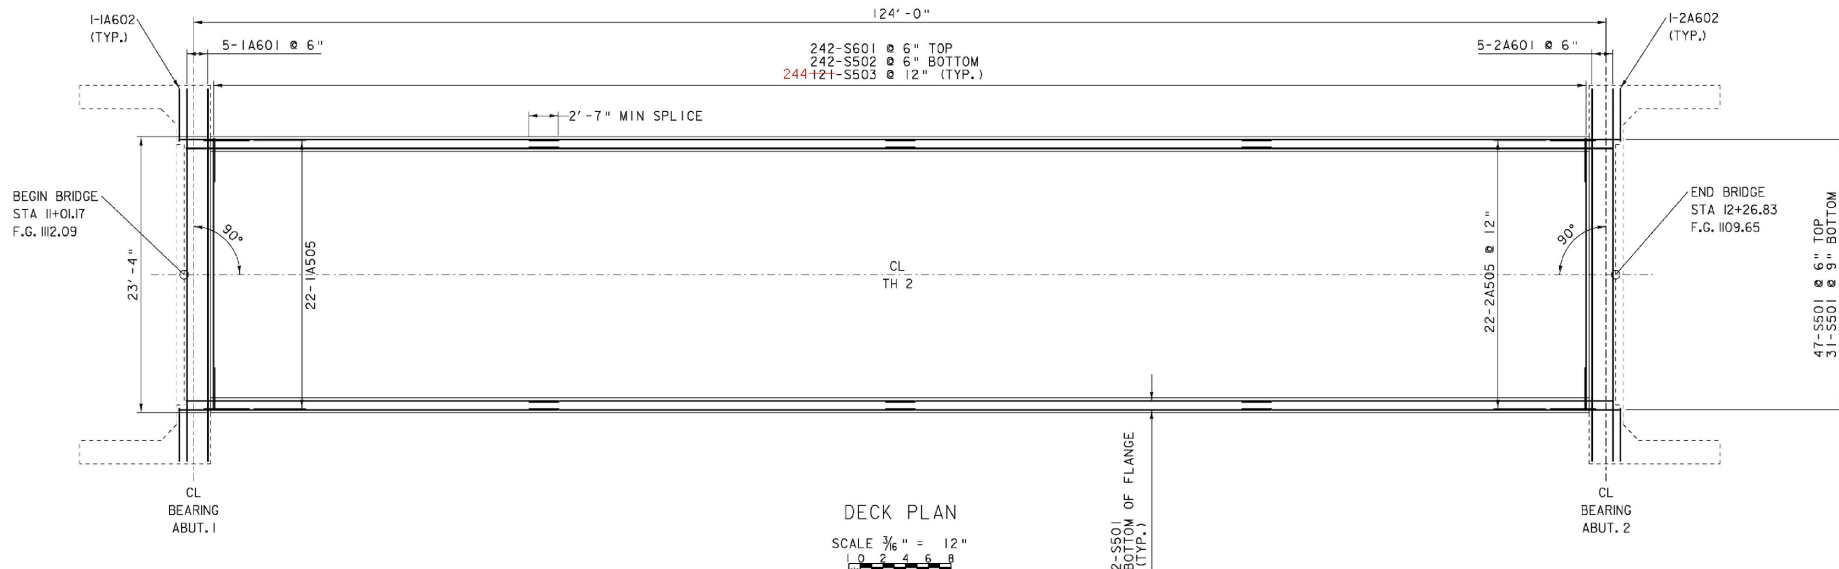 124'-0"
1-1A602
(TYP.)
5-1A601 @ 6"
242-S601 @ 6" TOP
242-S502 @ 6" BOTTOM
244 121-S503 @ 12" (TYP.)
5-2A601 @ 6"
1-2A602
(TYP.)
2'-7" MIN SPLICE
BEGIN BRIDGE
STA 11+01.17
F.G. 1112.09
23'-4"
90°
22-1A505
CL
TH 2
22-2A505 @ 12"
90°
END BRIDGE
STA 12+26.83
F.G. 1109.65
47-S501 @ 6" TOP
31-S501 @ 9" BOTTOM
CL
BEARING
ABUT. 1
2-S501
BOTTOM OF FLANGE
(TYP.)
CL
BEARING
ABUT. 2
DECK PLAN
SCALE 3/16" = 12"
1 0 2 4 6 8